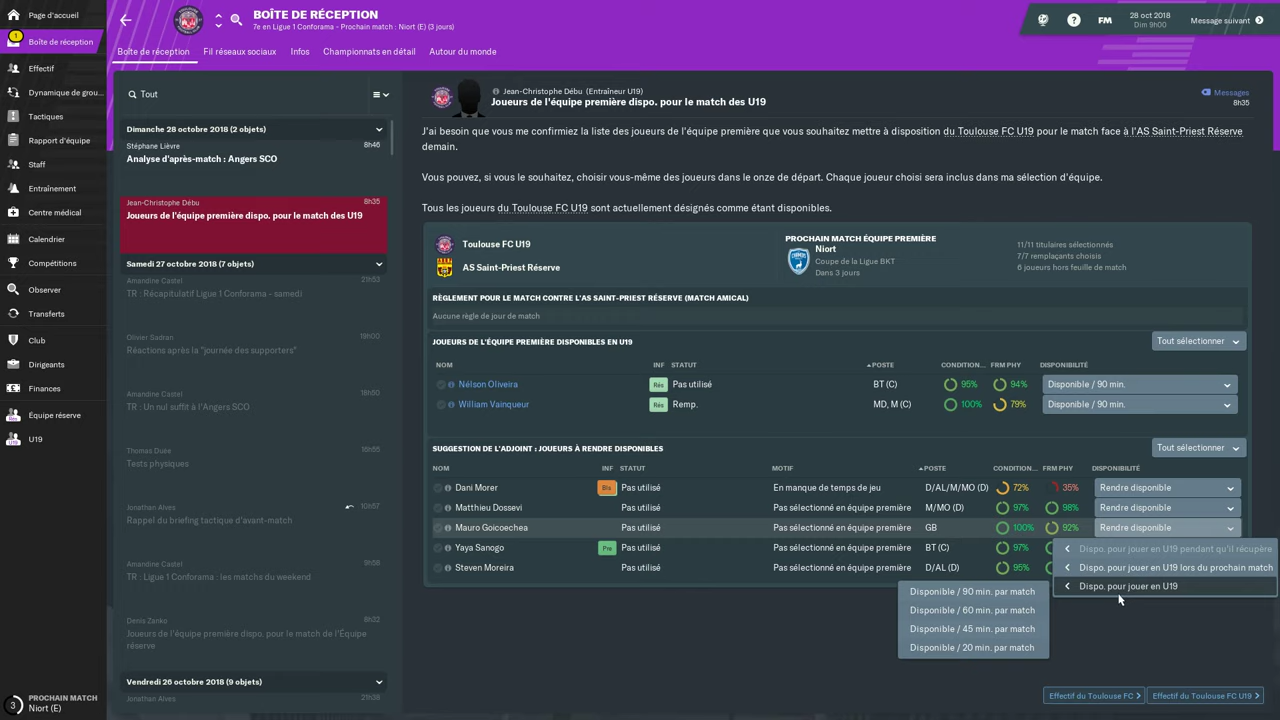 Page d'accueil
1
Boîte de réception
Effectif
Dynamique de grou...
Tactiques
Rapport d'équipe
Staff
Entraînement
Centre médical
Calendrier
Compétitions
Observer
Transferts
Club
Dirigeants
Finances
Équipe réserve
U19
3
PROCHAIN MATCH
Niort (E)
BOÎTE DE RÉCEPTION
7e en Ligue 1 Conforama - Prochain match : Niort (E) (3 jours)
?
FM
28 oct 2018
Dim 9h00
Message suivant
Boîte de réception
Fil réseaux sociaux
Infos
Championnats en détail
Autour du monde
Tout
Dimanche 28 octobre 2018 (2 objets)
Stéphane Lièvre 8h46
Analyse d'après-match : Angers SCO
Jean-Christophe Débu 8h35
Joueurs de l'équipe première dispo. pour le match des U19
Samedi 27 octobre 2018 (7 objets)
Amandine Castel 21h53
TR : Récapitulatif Ligue 1 Conforama - samedi
Olivier Sadran 19h00
Réactions après la "journée des supporters"
Amandine Castel 18h50
TR : Un nul suffit à l'Angers SCO
Thomas Duée 16h55
Tests physiques
Jonathan Alves 10h57
Rappel du briefing tactique d'avant-match
Amandine Castel 9h58
TR : Ligue 1 Conforama : les matchs du weekend
Denis Zanko 8h32
Joueurs de l'équipe première dispo. pour le match de l'Équipe
réserve
Vendredi 26 octobre 2018 (9 objets)
Jonathan Alves 21h38
Jean-Christophe Débu (Entraîneur U19)
Joueurs de l'équipe première dispo. pour le match des U19
Messages
8h35
J'ai besoin que vous me confirmiez la liste des joueurs de l'équipe première que vous souhaitez mettre à disposition du Toulouse FC U19 pour le match face à l'AS Saint-Priest Réserve
demain.
Vous pouvez, si vous le souhaitez, choisir vous-même des joueurs dans le onze de départ. Chaque joueur choisi sera inclus dans ma sélection d'équipe.
Tous les joueurs du Toulouse FC U19 sont actuellement désignés comme étant disponibles.
Toulouse FC U19
AS Saint-Priest Réserve
PROCHAIN MATCH ÉQUIPE PREMIÈRE
Niort
Coupe de la Ligue BKT
Dans 3 jours
11/11 titulaires sélectionnés
7/7 remplaçants choisis
6 joueurs hors feuille de match
RÈGLEMENT POUR LE MATCH CONTRE L'AS SAINT-PRIEST RÉSERVE (MATCH AMICAL)
Aucune règle de jour de match
JOUEURS DE L'ÉQUIPE PREMIÈRE DISPONIBLES EN U19 Tout sélectionner
NOM INF STATUT POSTE CONDITION... FRM PHY DISPONIBILITÉ
Nélson Oliveira Rés Pas utilisé BT (C) 95% 94% Disponible / 90 min.
William Vainqueur Rés Remp. MD, M (C) 100% 79% Disponible / 90 min.
SUGGESTION DE L'ADJOINT : JOUEURS À RENDRE DISPONIBLES Tout sélectionner
NOM INF STATUT MOTIF POSTE CONDITION... FRM PHY DISPONIBILITÉ
Dani Morer Bls Pas utilisé En manque de temps de jeu D/AL/M/MO (D) 72% 35% Rendre disponible
Matthieu Dossevi Pas utilisé Pas sélectionné en équipe première M/MO (D) 97% 98% Rendre disponible
Mauro Goicoechea Pas utilisé Pas sélectionné en équipe première GB 100% 92% Rendre disponible
Yaya Sanogo Pre Pas utilisé Pas sélectionné en équipe première BT (C) 97%
Steven Moreira Pas utilisé Pas sélectionné en équipe première D/AL (D) 95%
Dispo. pour jouer en U19 pendant qu'il récupère
Dispo. pour jouer en U19 lors du prochain match
Dispo. pour jouer en U19
Disponible / 90 min. par match
Disponible / 60 min. par match
Disponible / 45 min. par match
Disponible / 20 min. par match
Effectif du Toulouse FC
Effectif du Toulouse FC U19